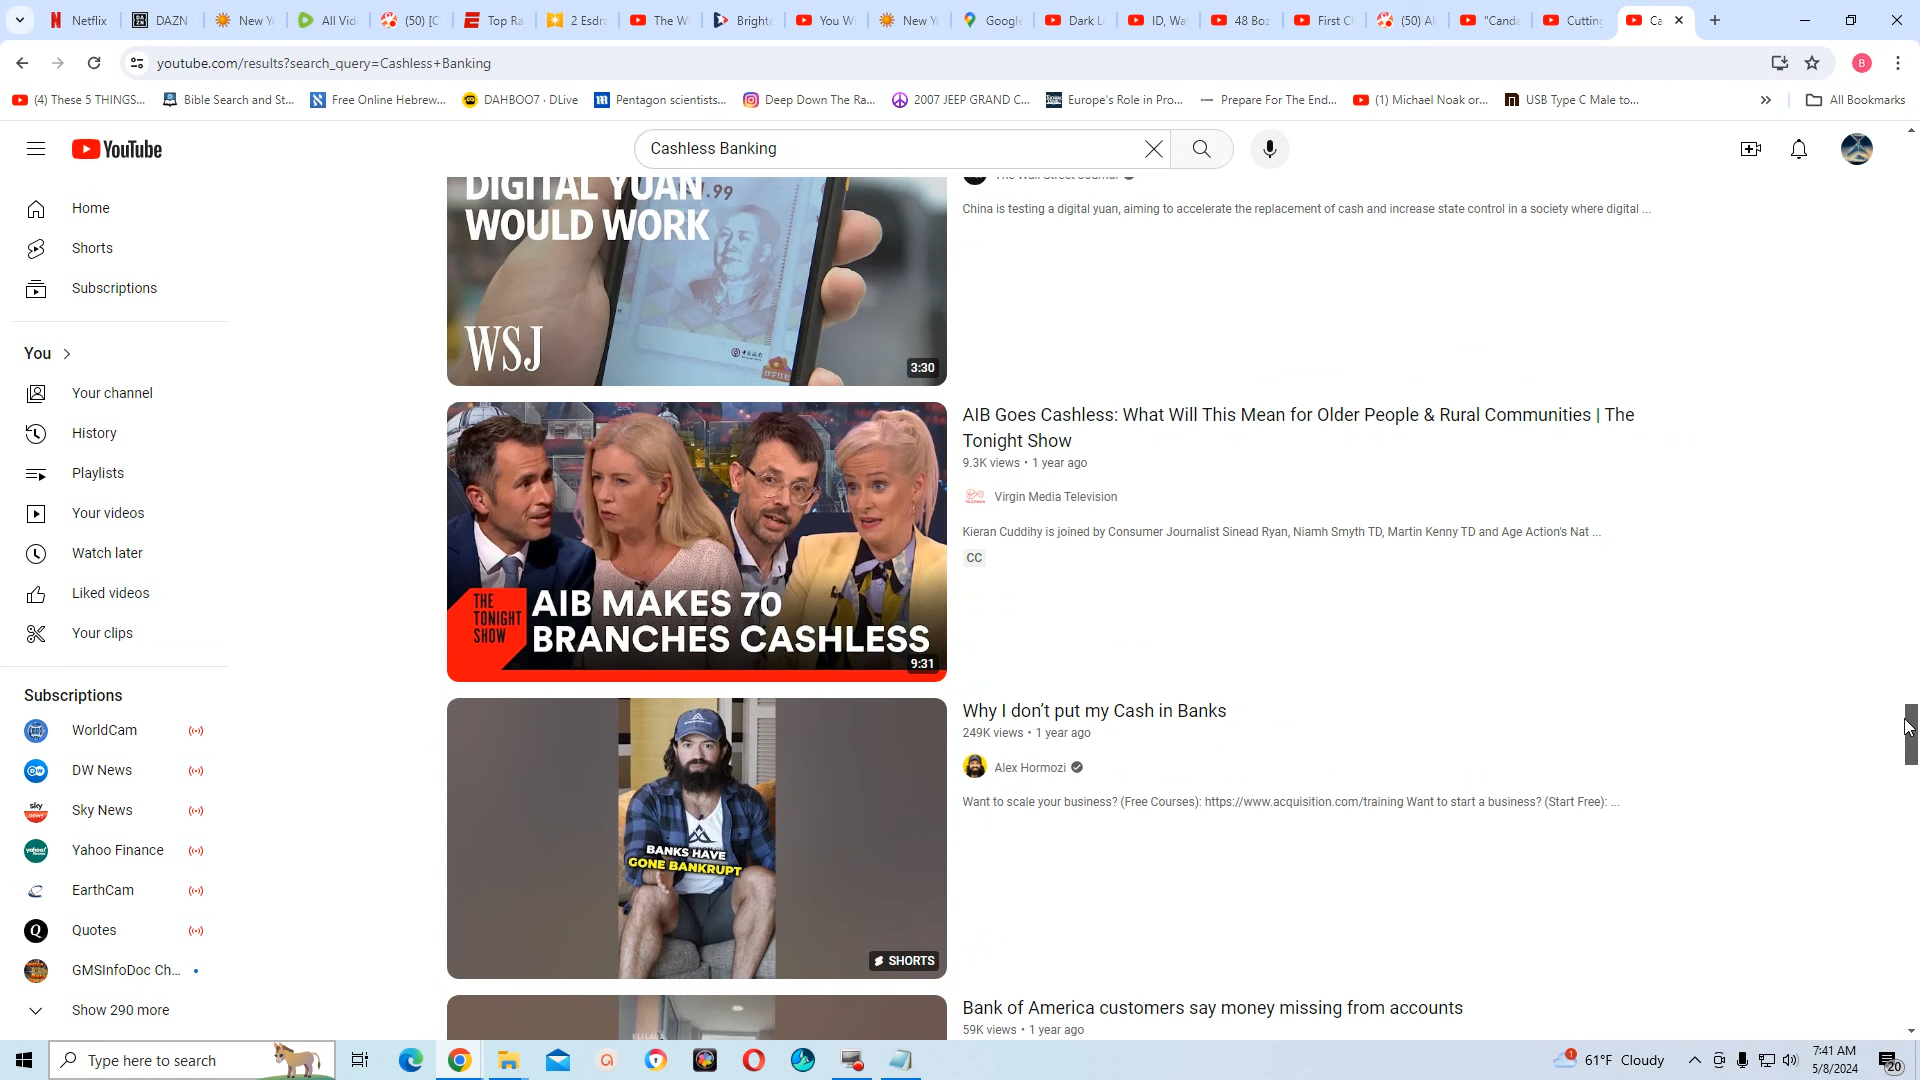 Netflix
DAZN
New Y
All Vid
(50) [C
Top Ra
2 Esdra
The W
Brighte
You Wi
New Y
Google
Dark L
ID, Wa
48 Boz
First C
(50) Al
"Canda
Cutting
Ca
youtube.com/results?search_query=Cashless+Banking
B
(4) These 5 THINGS...
Bible Search and St...
Free Online Hebrew...
DAHBOO7 · DLive
Pentagon scientists...
Deep Down The Ra...
2007 JEEP GRAND C...
Europe's Role in Pro...
Prepare For The End...
(1) Michael Noak or...
USB Type C Male to...
All Bookmarks
YouTube
Cashless Banking
Home
Shorts
Subscriptions
You
Your channel
History
Playlists
Your videos
Watch later
Liked videos
Your clips
Subscriptions
WorldCam
DW News
Sky News
Yahoo Finance
EarthCam
Quotes
GMSInfoDoc Ch...
Show 290 more
DIGITAL YUAN
WOULD WORK
1.99
WSJ
3:30
The Wall Street Journal
China is testing a digital yuan, aiming to accelerate the replacement of cash and increase state control in a society where digital ...
THE
TONIGHT
SHOW
AIB MAKES 70
BRANCHES CASHLESS
9:31
AIB Goes Cashless: What Will This Mean for Older People & Rural Communities | The
Tonight Show
9.3K views • 1 year ago
Virgin Media Television
Kieran Cuddihy is joined by Consumer Journalist Sinead Ryan, Niamh Smyth TD, Martin Kenny TD and Age Action's Nat ...
CC
BANKS HAVE
GONE BANKRUPT
SHORTS
Why I don't put my Cash in Banks
249K views • 1 year ago
Alex Hormozi
Want to scale your business? (Free Courses): https://www.acquisition.com/training Want to start a business? (Start Free): ...
Bank of America customers say money missing from accounts
59K views • 1 year ago
Type here to search
1
61°F Cloudy
7:41 AM
5/8/2024
20